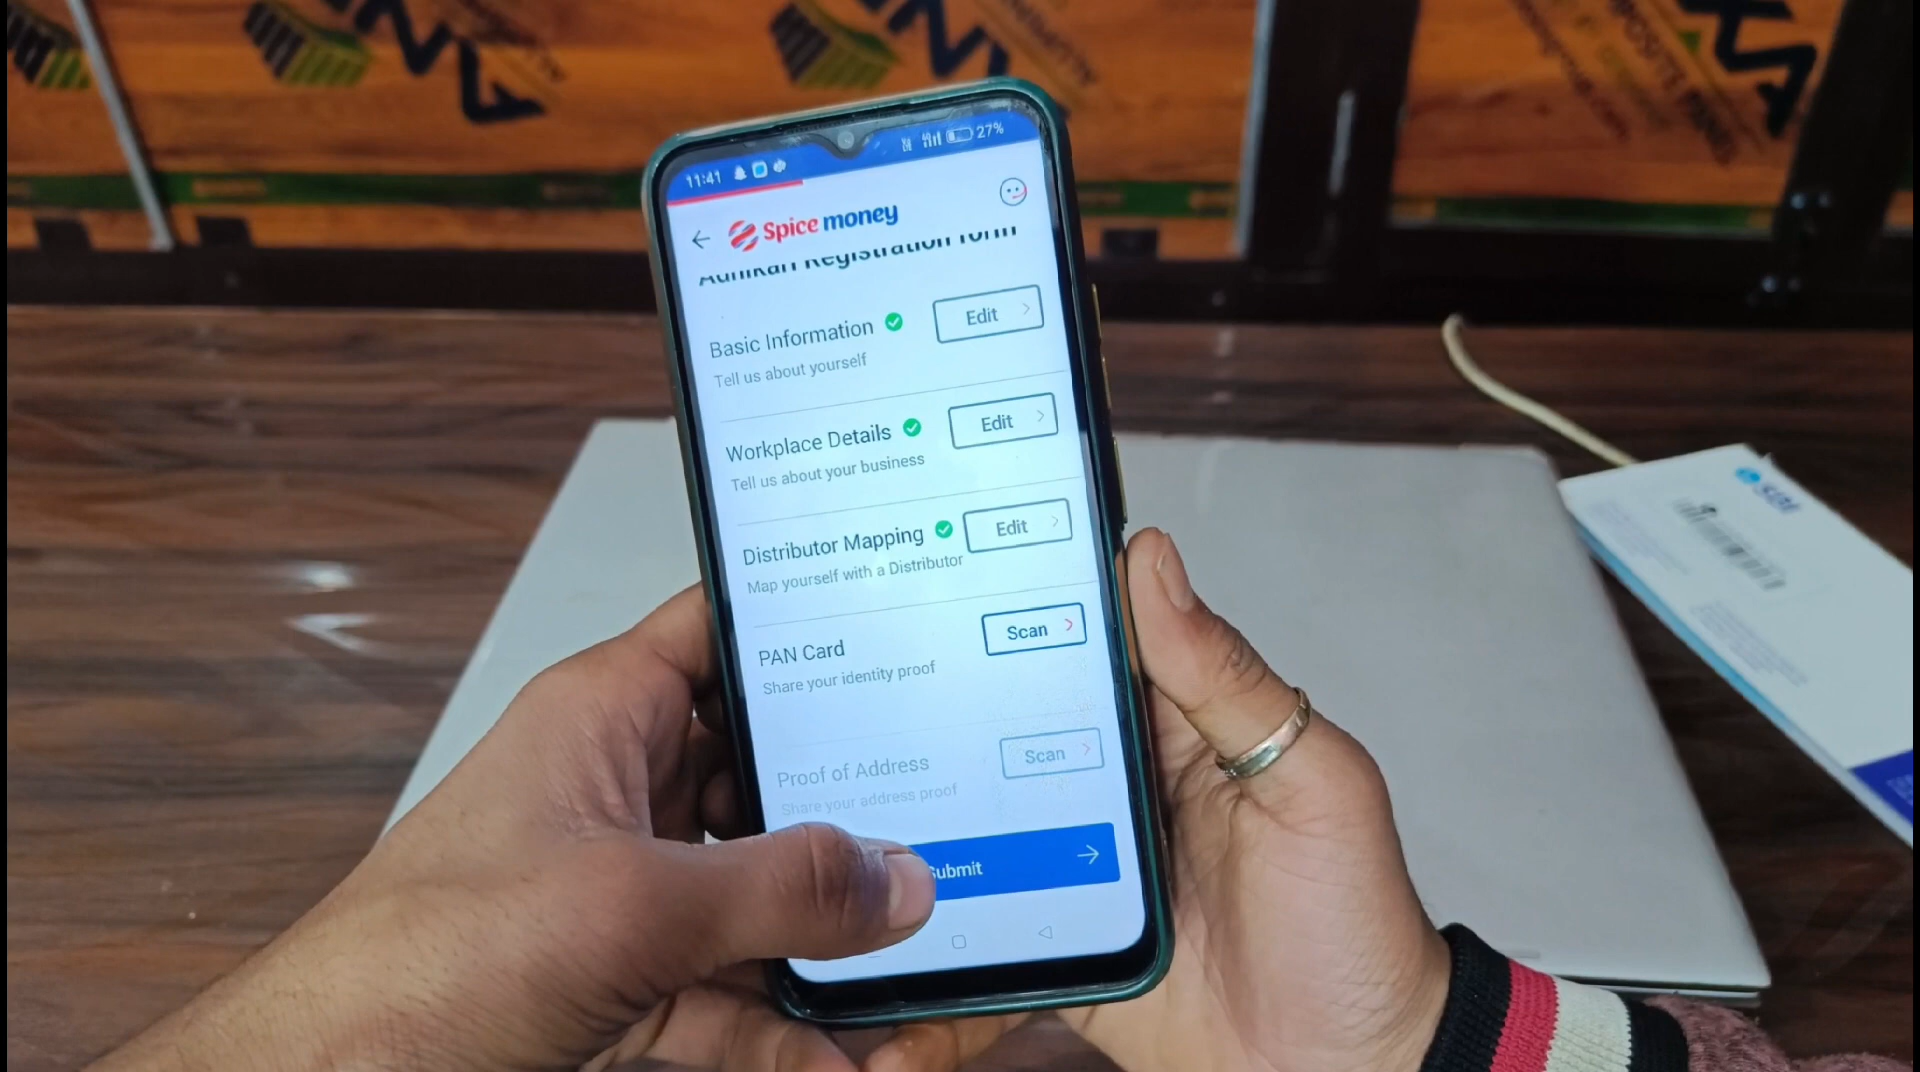 11:41
27%
Spice money
Adhikari Registration form
Basic Information
Edit
Tell us about yourself
Workplace Details
Edit
Tell us about your business
Distributor Mapping
Edit
Map yourself with a Distributor
PAN Card
Scan
Share your identity proof
Proof of Address
Scan
Share your address proof
Submit
SBI